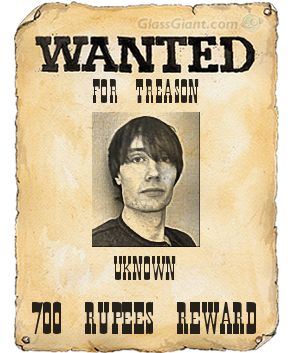 GlassGiant.com
WANTED
FOR TREASON
UKNOWN
700 RUPEES REWARD